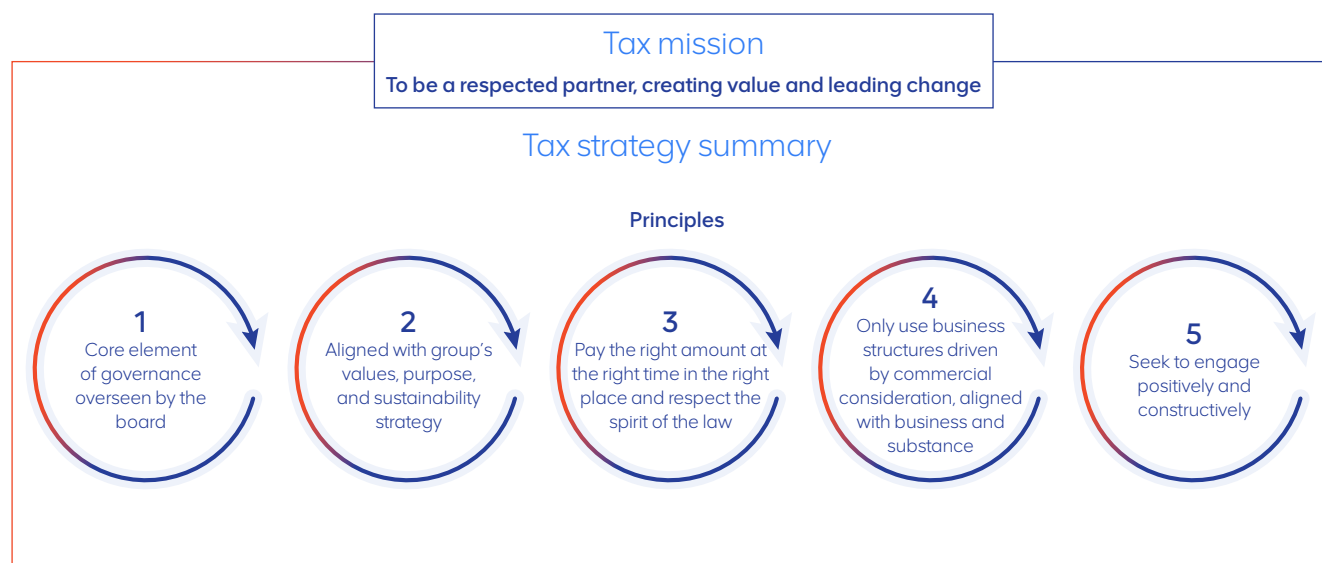 Tax mission
To be a respected partner, creating value and leading change
Tax strategy summary
Principles
1
Core element
of governance
overseen by the
board
2
Aligned with group's
values, purpose,
and sustainability
strategy
3
Pay the right amount at
the right time in the right
place and respect the
spirit of the law
4
Only use business
structures driven
by commercial
consideration, aligned
with business and
substance
5
Seek to engage
positively and
constructively